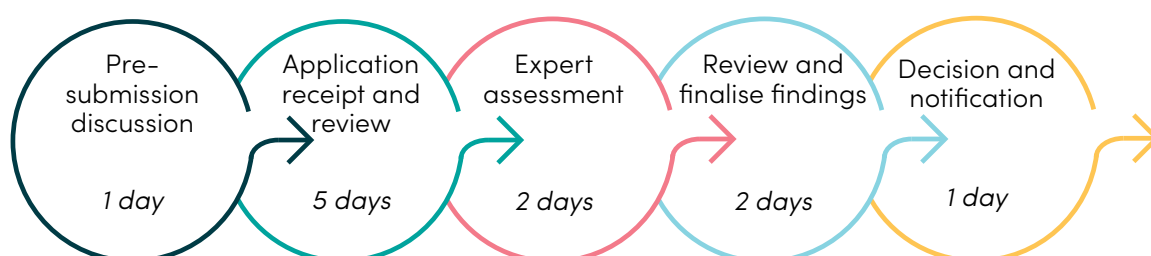 Pre-
submission
discussion
1 day
Application
receipt and
review
5 days
Expert
assessment
2 days
Review and
finalise findings
2 days
Decision and
notification
1 day